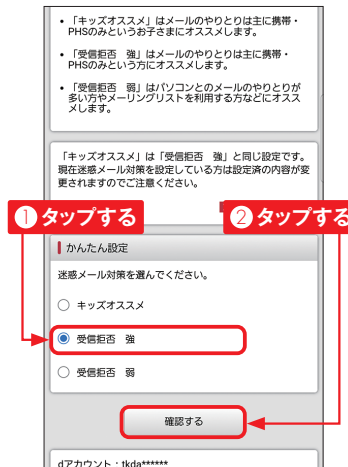 • 「キッズオススメ」はメールのやりとりは主に携帯・
PHSのみというお子さまにオススメします。
• 「受信拒否 強」はメールのやりとりは主に携帯・
PHSのみという方にオススメします。
• 「受信拒否 弱」はパソコンとのメールのやりとりが
多い方やメーリングリストを利用する方などにオスス
メします。
「キッズオススメ」は「受信拒否 強」と同じ設定です。
現在迷惑メール対策を設定している方は設定済の内容が変
更されますのでご注意ください。
① タップする
② タップする
かんたん設定
迷惑メール対策を選んでください。
キッズオススメ
受信拒否 強
受信拒否 弱
確認する
dアカウント：tkda******